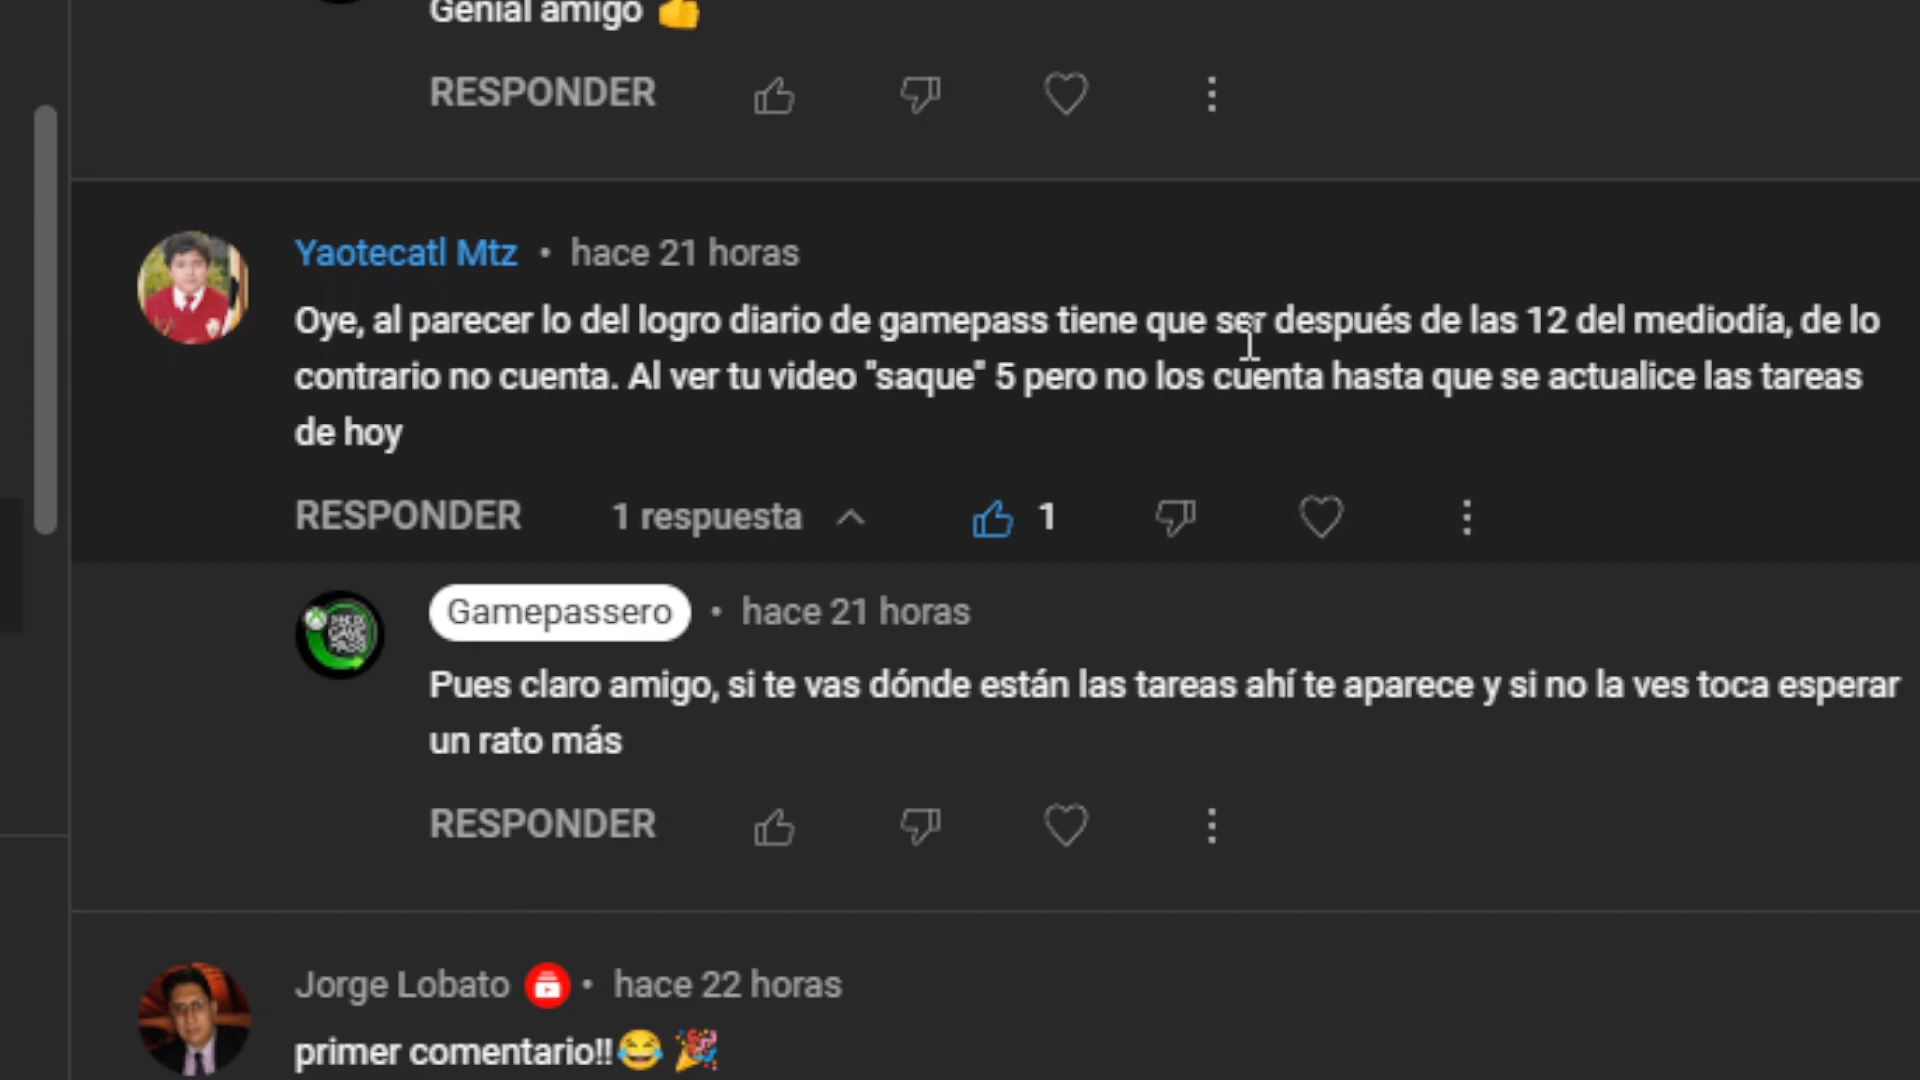 Genial amigo 👍
RESPONDER
Yaotecatl Mtz • hace 21 horas
Oye, al parecer lo del logro diario de gamepass tiene que ser después de las 12 del mediodía, de lo
contrario no cuenta. Al ver tu video "saque" 5 pero no los cuenta hasta que se actualice las tareas
de hoy
RESPONDER 1 respuesta 1
Gamepassero • hace 21 horas
Pues claro amigo, si te vas dónde están las tareas ahí te aparece y si no la ves toca esperar
un rato más
RESPONDER
Jorge Lobato • hace 22 horas
primer comentario!!😂 🎉